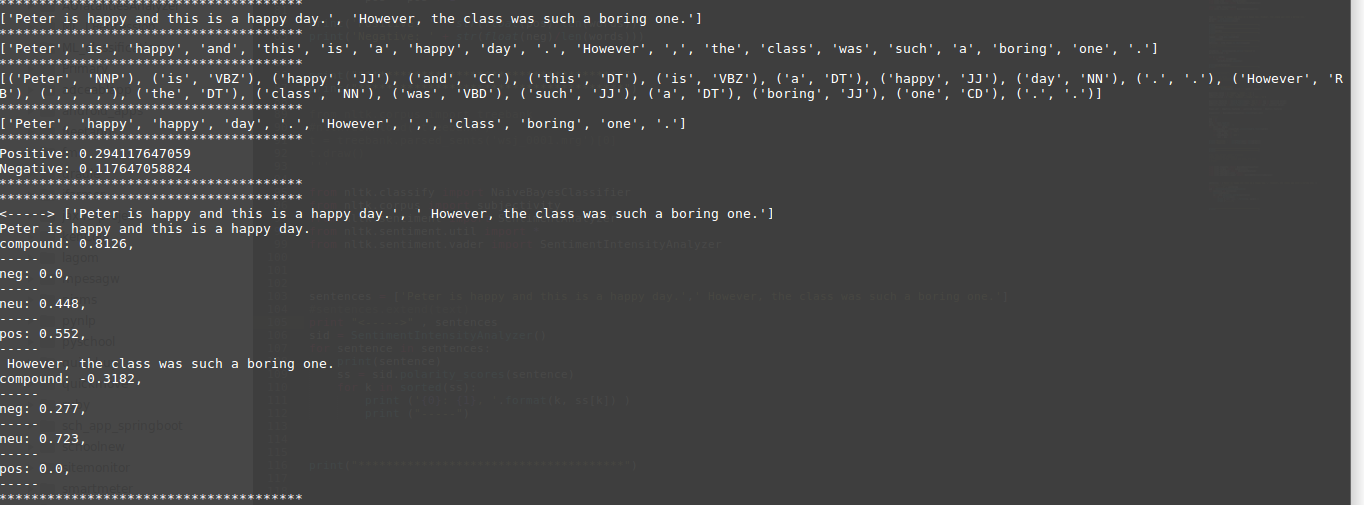 ****************************************
['Peter is happy and this is a happy day.', 'However, the class was such a boring one.']
****************************************
['Peter', 'is', 'happy', 'and', 'this', 'is', 'a', 'happy', 'day', '.', 'However', ',', 'the', 'class', 'was', 'such', 'a', 'boring', 'one', '.']
****************************************
[('Peter', 'NNP'), ('is', 'VBZ'), ('happy', 'JJ'), ('and', 'CC'), ('this', 'DT'), ('is', 'VBZ'), ('a', 'DT'), ('happy', 'JJ'), ('day', 'NN'), ('.', '.'), ('However', 'R
B'), (',', ','), ('the', 'DT'), ('class', 'NN'), ('was', 'VBD'), ('such', 'JJ'), ('a', 'DT'), ('boring', 'JJ'), ('one', 'CD'), ('.', '.')]
****************************************
['Peter', 'happy', 'happy', 'day', '.', 'However', ',', 'class', 'boring', 'one', '.']
****************************************
Positive: 0.294117647059
Negative: 0.117647058824
****************************************
****************************************
<-----> ['Peter is happy and this is a happy day.', ' However, the class was such a boring one.']
Peter is happy and this is a happy day.
compound: 0.8126,
-----
neg: 0.0,
-----
neu: 0.448,
-----
pos: 0.552,
-----
 However, the class was such a boring one.
compound: -0.3182,
-----
neg: 0.277,
-----
neu: 0.723,
-----
pos: 0.0,
-----
****************************************